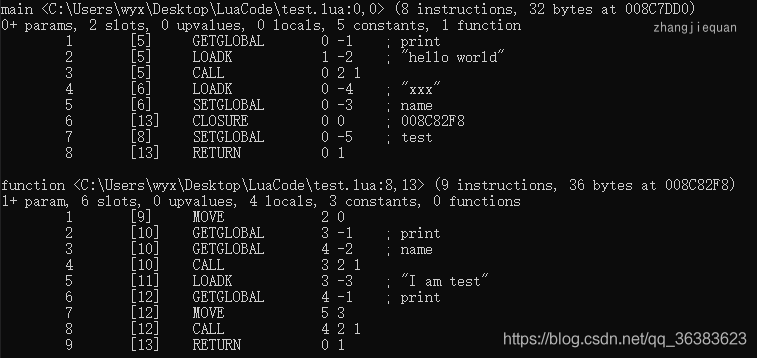 main <C:\Users\wyx\Desktop\LuaCode\test.lua:0,0> (8 instructions, 32 bytes at 008C7DD0)
zhangjiequan
0+ params, 2 slots, 0 upvalues, 0 locals, 5 constants, 1 function
1 [5] GETGLOBAL 0 -1 ; print
2 [5] LOADK 1 -2 ; "hello world"
3 [5] CALL 0 2 1
4 [6] LOADK 0 -4 ; "xxx"
5 [6] SETGLOBAL 0 -3 ; name
6 [13] CLOSURE 0 0 ; 008C82F8
7 [8] SETGLOBAL 0 -5 ; test
8 [13] RETURN 0 1
function <C:\Users\wyx\Desktop\LuaCode\test.lua:8,13> (9 instructions, 36 bytes at 008C82F8)
1+ param, 6 slots, 0 upvalues, 4 locals, 3 constants, 0 functions
1 [9] MOVE 2 0
2 [10] GETGLOBAL 3 -1 ; print
3 [10] GETGLOBAL 4 -2 ; name
4 [10] CALL 3 2 1
5 [11] LOADK 3 -3 ; "I am test"
6 [12] GETGLOBAL 4 -1 ; print
7 [12] MOVE 5 3
8 [12] CALL 4 2 1
9 [13] RETURN 0 1
https://blog.csdn.net/qq_36383623